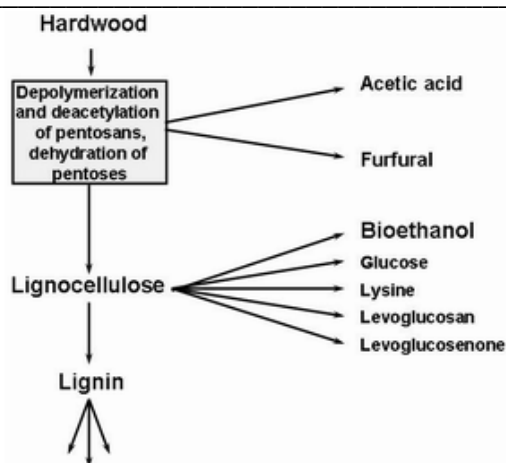 Hardwood
Depolymerization
and deacetylation
of pentosans,
dehydration of
pentoses
Acetic acid
Furfural
Lignocellulose
Bioethanol
Glucose
Lysine
Levoglucosan
Levoglucosenone
Lignin